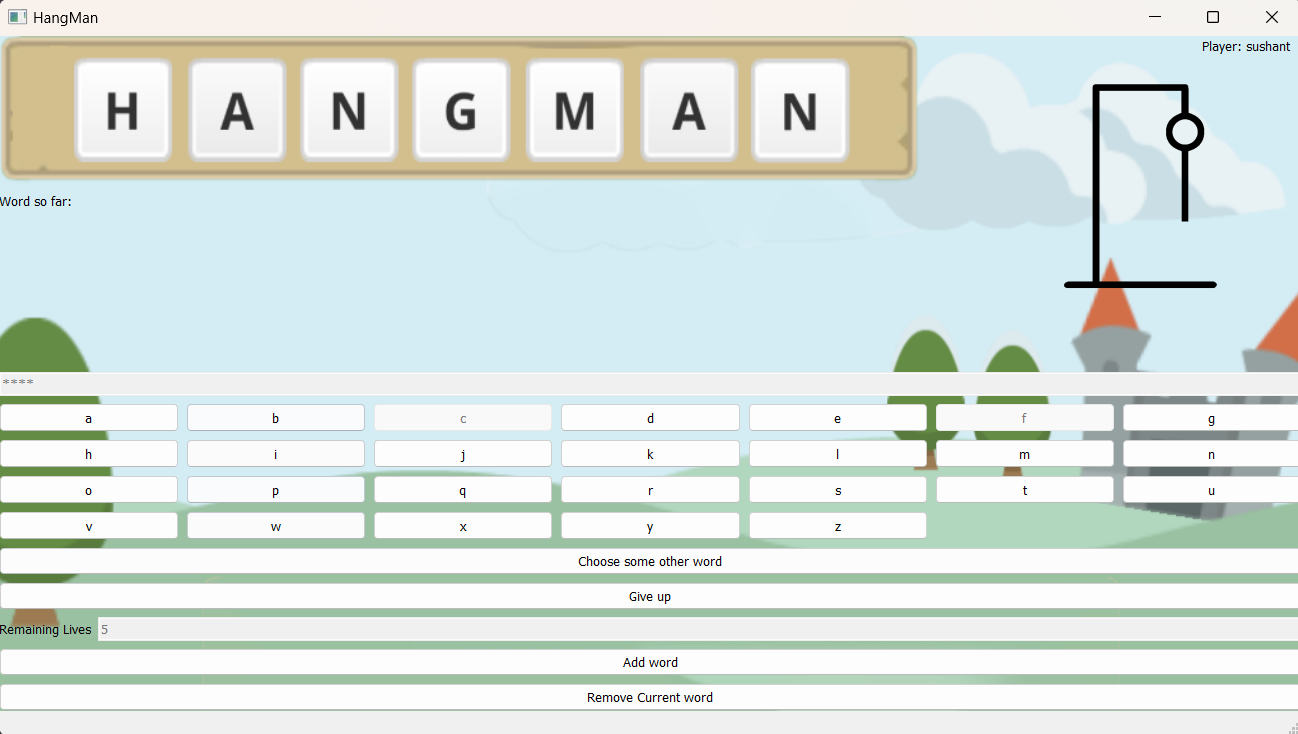 HangMan
Player: sushant
H A N G M A N
Word so far:
****
a b c d e f g
h i j k l m n
o p q r s t u
v w x y z
Choose some other word
Give up
Remaining Lives 5
Add word
Remove Current word